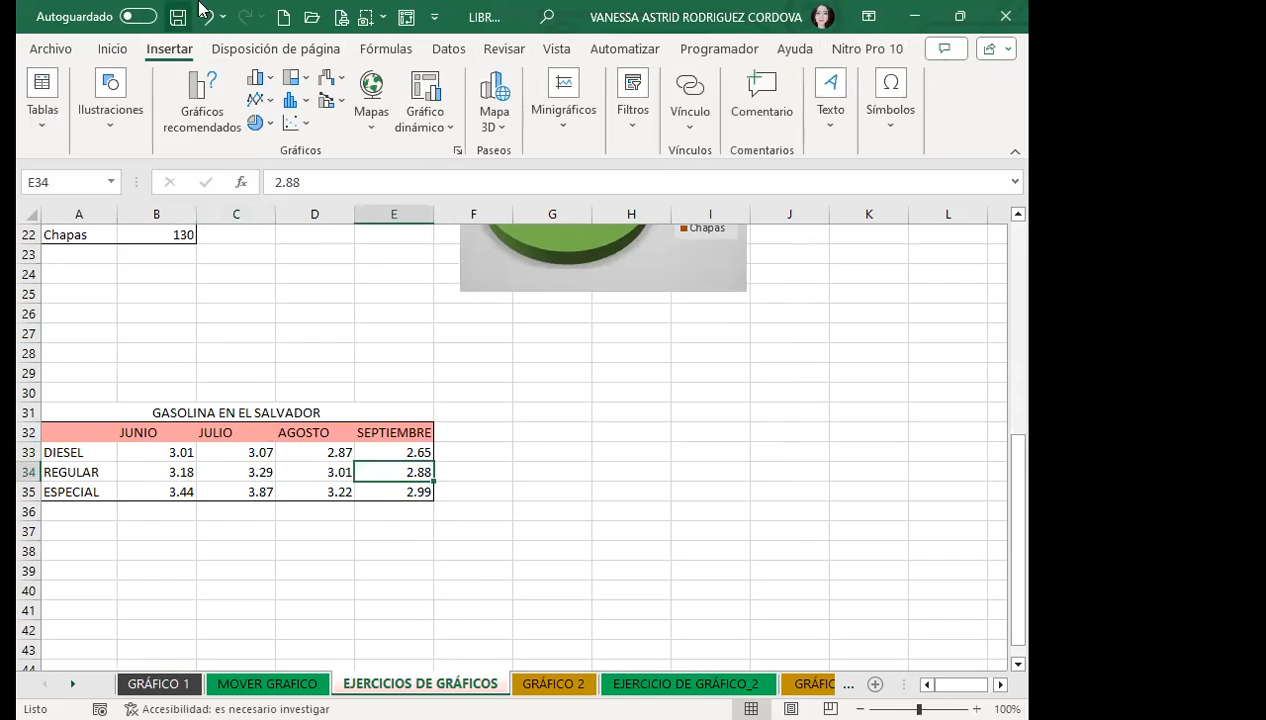 Autoguardado LIBR... VANESSA ASTRID RODRIGUEZ CORDOVA
Archivo Inicio Insertar Disposición de página Fórmulas Datos Revisar Vista Automatizar Programador Ayuda Nitro Pro 10
Tablas Ilustraciones Gráficos recomendados Mapas Gráfico dinámico Mapa 3D Minigráficos Filtros Vínculo Comentario Texto Símbolos
Gráficos Paseos Vínculos Comentarios
E34 fx 2.88
A B C D E F G H I J K L
22 Chapas 130 Chapas
23
24
25
26
27
28
29
30
31 GASOLINA EN EL SALVADOR
32 JUNIO JULIO AGOSTO SEPTIEMBRE
33 DIESEL 3.01 3.07 2.87 2.65
34 REGULAR 3.18 3.29 3.01 2.88
35 ESPECIAL 3.44 3.87 3.22 2.99
36
37
38
39
40
41
42
43
44
GRÁFICO 1 MOVER GRAFICO EJERCICIOS DE GRÁFICOS GRÁFICO 2 EJERCICIO DE GRÁFICO_2 GRÁFIC ...
Listo Accesibilidad: es necesario investigar 100%